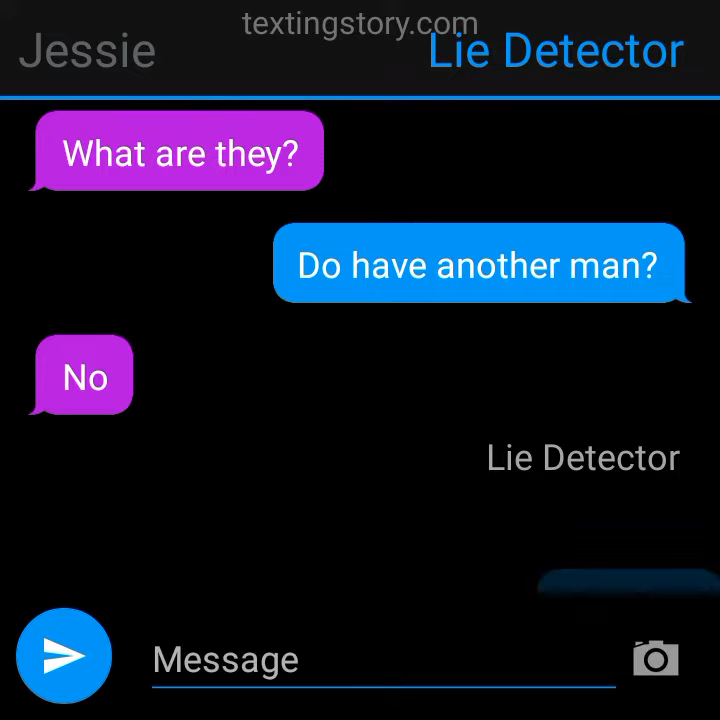 textingstory.com
Jessie
Lie Detector
What are they?
Do have another man?
No
Lie Detector
Message